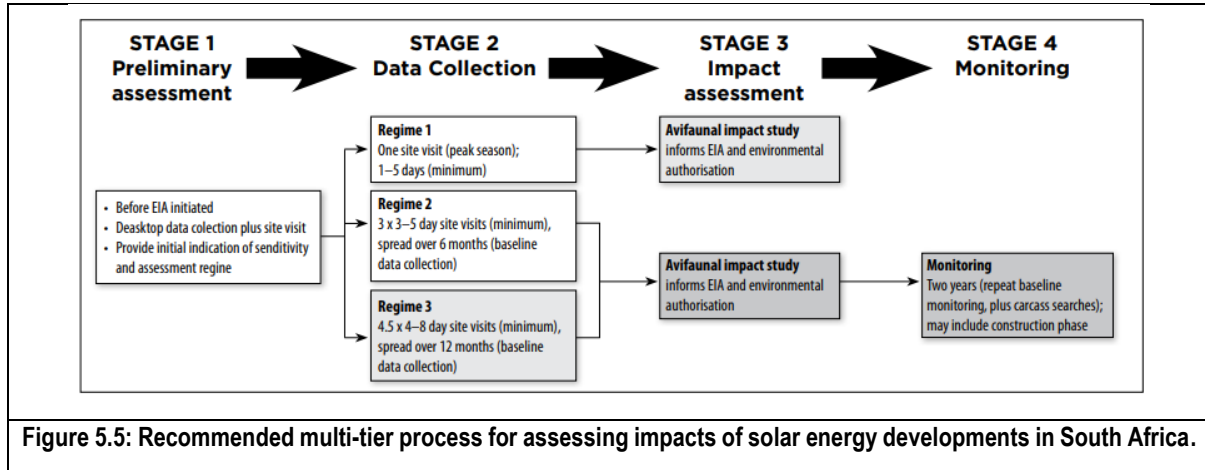 STAGE 1
Preliminary
assessment
STAGE 2
Data Collection
STAGE 3
Impact
assessment
STAGE 4
Monitoring
• Before EIA initiated
• Deasktop data colection plus site visit
• Provide initial indication of senditivity
and assessment regine
Regime 1
One site visit (peak season);
1–5 days (minimum)
Regime 2
3 x 3–5 day site visits (minimum),
spread over 6 months (baseline
data collection)
Regime 3
4.5 x 4–8 day site visits (minimum),
spread over 12 months (baseline
data collection)
Avifaunal impact study
informs EIA and environmental
authorisation
Avifaunal impact study
informs EIA and environmental
authorisation
Monitoring
Two years (repeat baseline
monitoring, plus carcass searches);
may include construction phase
Figure 5.5: Recommended multi-tier process for assessing impacts of solar energy developments in South Africa.